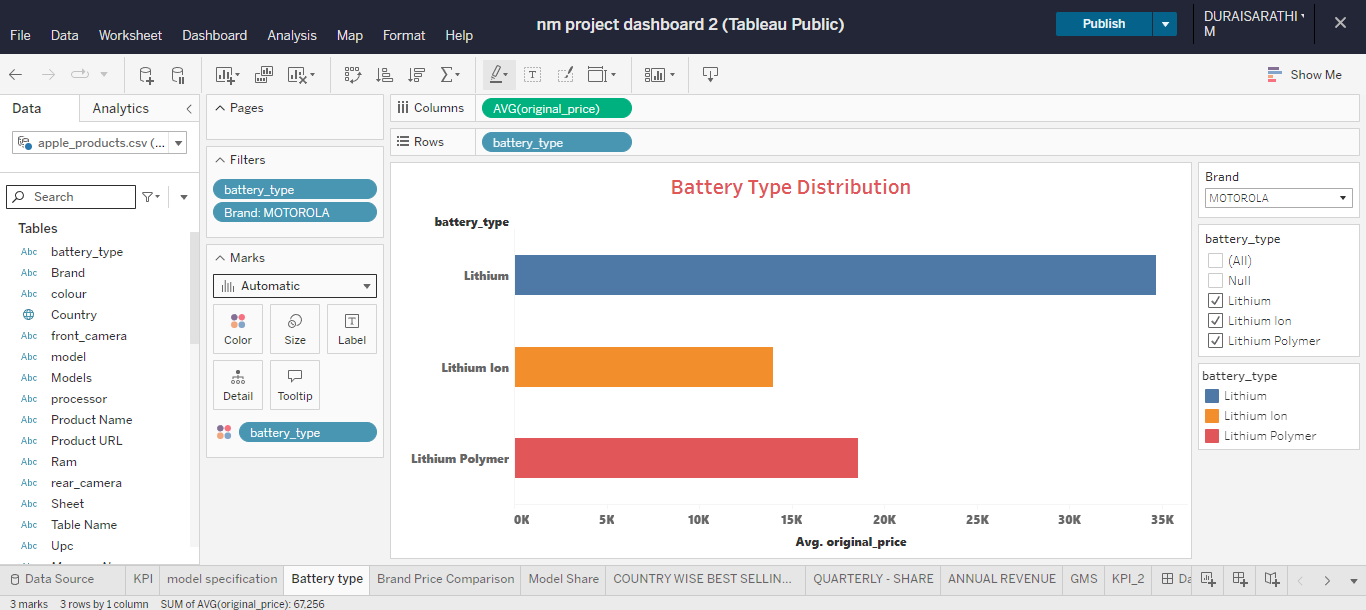 nm project dashboard 2 (Tableau Public)
Publish
DURAISARATHI
M
File Data Worksheet Dashboard Analysis Map Format Help
Show Me
Data Analytics
apple_products.csv (...
Search
Tables
Abc battery_type
Abc Brand
Abc colour
Country
Abc front_camera
Abc model
Abc Models
Abc processor
Abc Product Name
Abc Product URL
Abc Ram
Abc rear_camera
Abc Sheet
Abc Table Name
Abc Upc
Pages
Filters
battery_type
Brand: MOTOROLA
Marks
Automatic
Color Size Label
Detail Tooltip
battery_type
Columns AVG(original_price)
Rows battery_type
Battery Type Distribution
battery_type
Lithium
Lithium Ion
Lithium Polymer
0K 5K 10K 15K 20K 25K 30K 35K
Avg. original_price
Brand
MOTOROLA
battery_type
(All)
Null
Lithium
Lithium Ion
Lithium Polymer
battery_type
Lithium
Lithium Ion
Lithium Polymer
Data Source KPI model specification Battery type Brand Price Comparison Model Share COUNTRY WISE BEST SELLIN... QUARTERLY - SHARE ANNUAL REVENUE GMS KPI_2 Da
3 marks 3 rows by 1 column SUM of AVG(original_price): 67,256